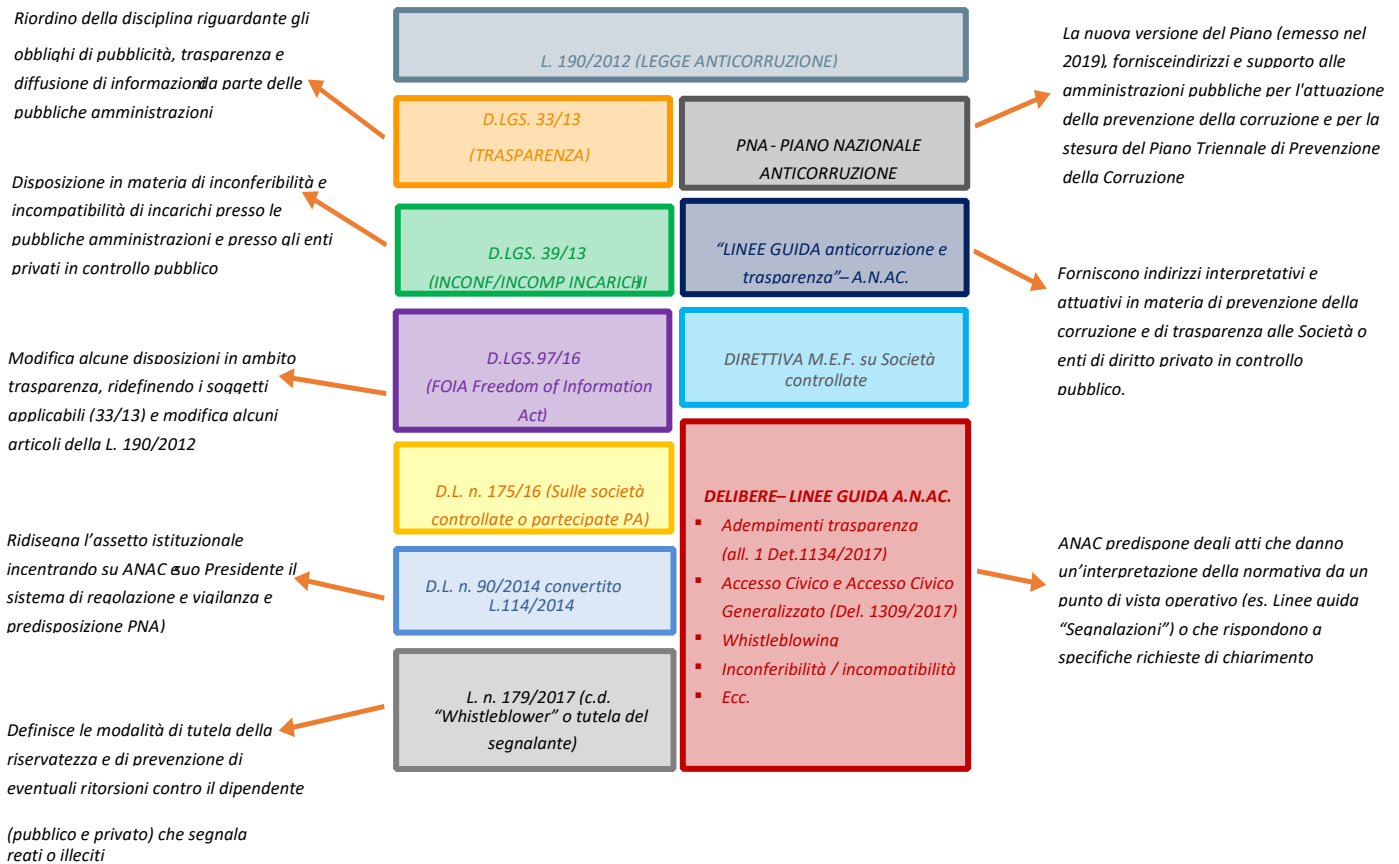 Riordino della disciplina riguardante gli
obblighi di pubblicità, trasparenza e
diffusione di informazioni da parte delle
pubbliche amministrazioni
Disposizione in materia di inconferibilità e
incompatibilità di incarichi presso le
pubbliche amministrazioni e presso gli enti
privati in controllo pubblico
Modifica alcune disposizioni in ambito
trasparenza, ridefinendo i soggetti
applicabili (33/13) e modifica alcuni
articoli della L. 190/2012
Ridisegna l’assetto istituzionale
incentrando su ANAC e suo Presidente il
sistema di regolazione e vigilanza e
predisposizione PNA)
Definisce le modalità di tutela della
riservatezza e di prevenzione di
eventuali ritorsioni contro il dipendente
(pubblico e privato) che segnala
reati o illeciti
L. 190/2012 (LEGGE ANTICORRUZIONE)
D.LGS. 33/13
(TRASPARENZA)
D.LGS. 39/13
(INCONF/INCOMP INCARICHI)
D.LGS.97/16
(FOIA Freedom of Information
Act)
D.L. n. 175/16 (Sulle società
controllate o partecipate PA)
D.L. n. 90/2014 convertito
L.114/2014
L. n. 179/2017 (c.d.
“Whistleblower” o tutela del
segnalante)
PNA - PIANO NAZIONALE
ANTICORRUZIONE
“LINEE GUIDA anticorruzione e
trasparenza”– A.N.AC.
DIRETTIVA M.E.F. su Società
controllate
DELIBERE– LINEE GUIDA A.N.AC.
▪ Adempimenti trasparenza
(all. 1 Det.1134/2017)
▪ Accesso Civico e Accesso Civico
Generalizzato (Del. 1309/2017)
▪ Whistleblowing
▪ Inconferibilità / incompatibilità
▪ Ecc.
La nuova versione del Piano (emesso nel
2019), fornisceindirizzi e supporto alle
amministrazioni pubbliche per l'attuazione
della prevenzione della corruzione e per la
stesura del Piano Triennale di Prevenzione
della Corruzione
Forniscono indirizzi interpretativi e
attuativi in materia di prevenzione della
corruzione e di trasparenza alle Società o
enti di diritto privato in controllo
pubblico.
ANAC predispone degli atti che danno
un’interpretazione della normativa da un
punto di vista operativo (es. Linee guida
“Segnalazioni”) o che rispondono a
specifiche richieste di chiarimento